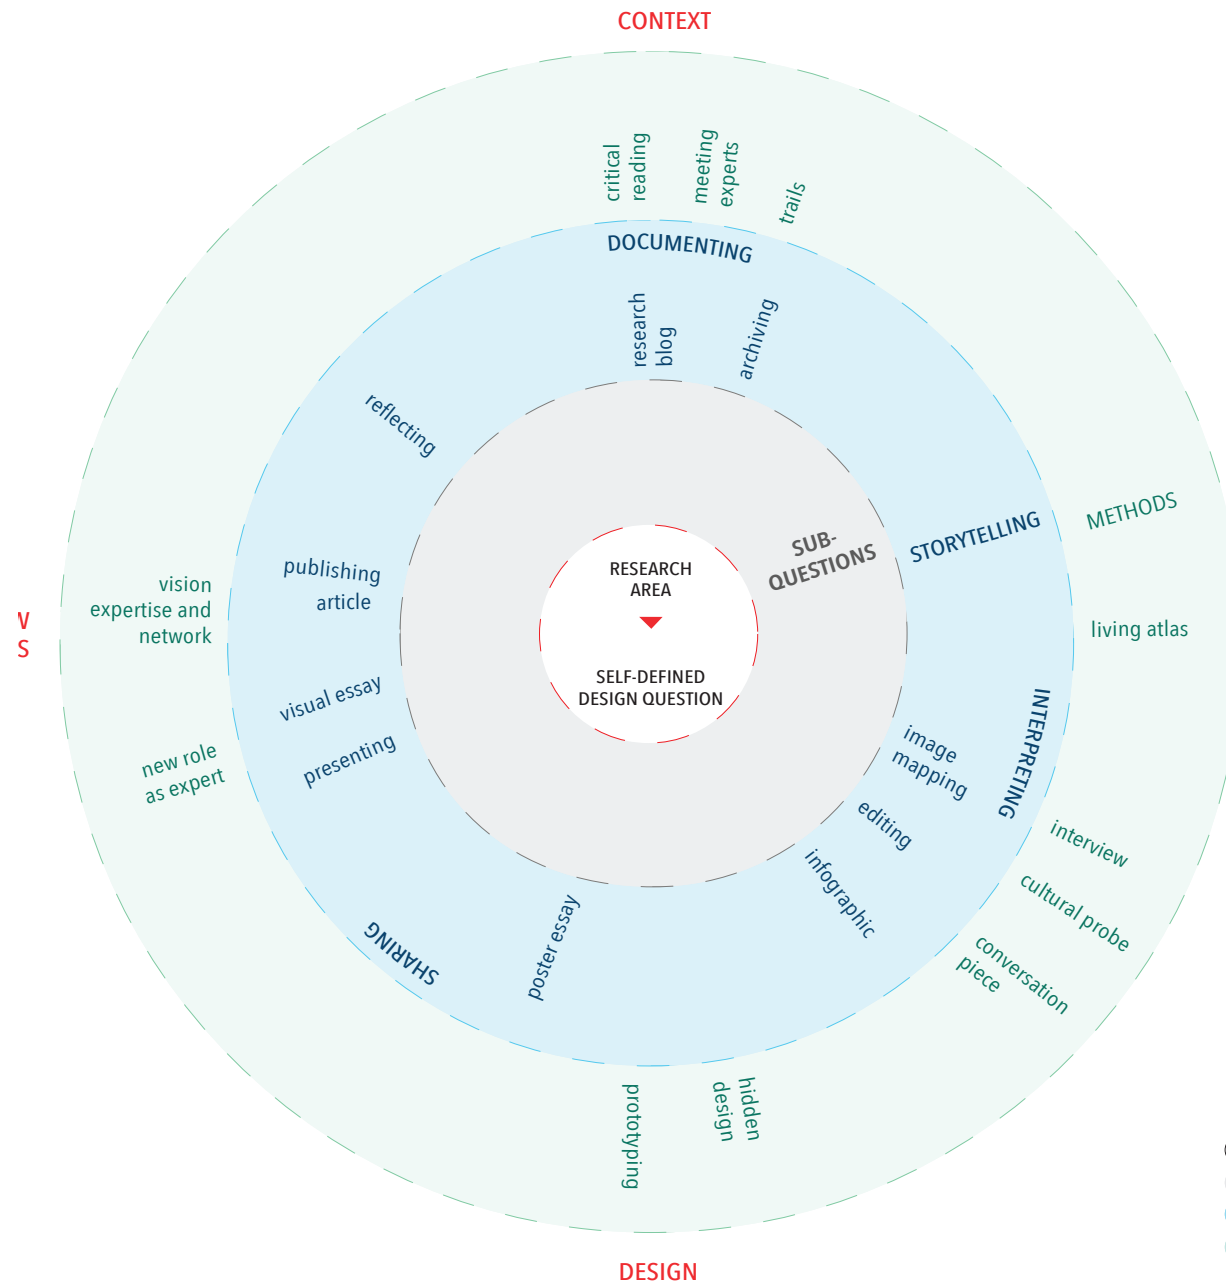 CONTEXT
critical
reading
meeting
experts
trails
DOCUMENTING
research
blog
archiving
reflecting
METHODS
STORYTELLING
SUB-
QUESTIONS
RESEARCH
AREA
SELF-DEFINED
DESIGN QUESTION
publishing
article
vision
expertise and
network
V
S
living atlas
visual essay
presenting
new role
as expert
INTERPRETING
image
mapping
editing
infographic
interview
cultural probe
conversation
piece
SHARING
poster essay
prototyping
hidden
design
DESIGN